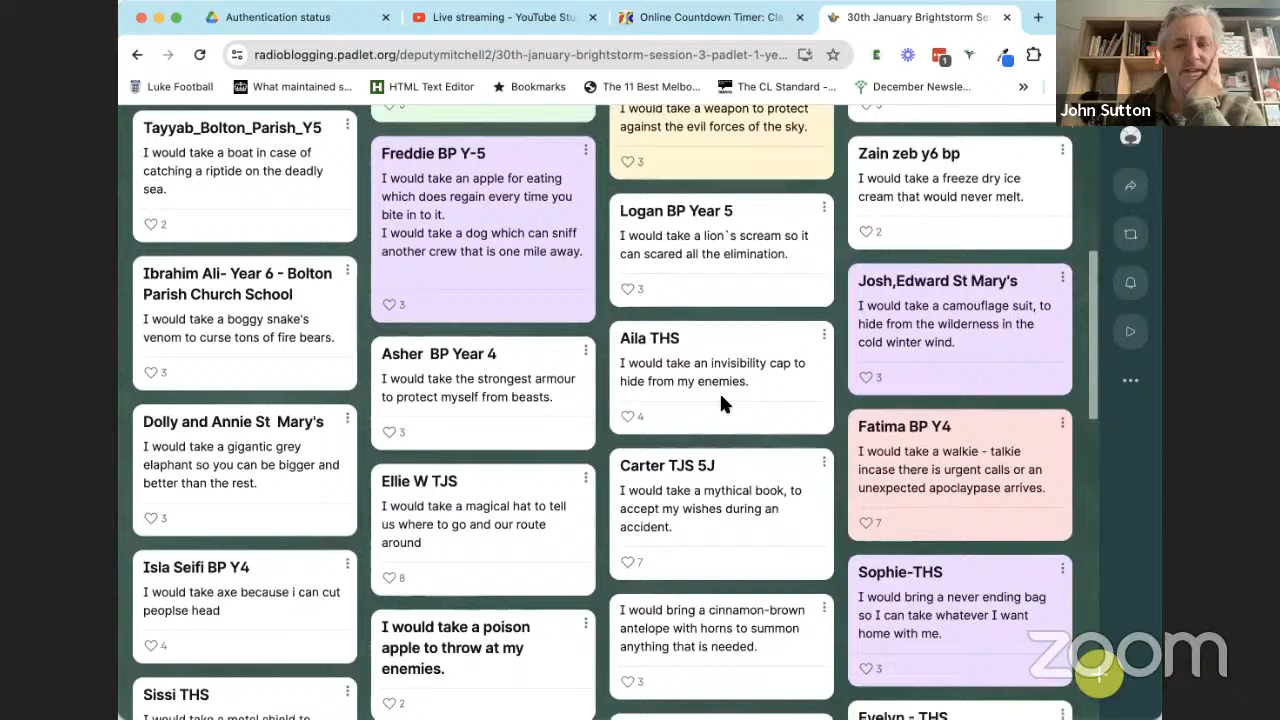 Authentication status
Live streaming - YouTube Stu
Online Countdown Timer: Cla
30th January Brightstorm Se
radioblogging.padlet.org/deputymitchell2/30th-january-brightstorm-session-3-padlet-1-ye...
1
Luke Football
What maintained s...
HTML Text Editor
Bookmarks
The 11 Best Melbo...
The CL Standard -...
December Newsle...
»
John Sutton
Tayyab_Bolton_Parish_Y5
I would take a boat in case of
catching a riptide on the deadly
sea.
2
Ibrahim Ali- Year 6 - Bolton
Parish Church School
I would take a boggy snake's
venom to curse tons of fire bears.
3
Dolly and Annie St Mary's
I would take a gigantic grey
elaphant so you can be bigger and
better than the rest.
3
Isla Seifi BP Y4
I would take axe because i can cut
peoplse head
4
Sissi THS
I would take a metal shield to
3
Freddie BP Y-5
I would take an apple for eating
which does regain every time you
bite in to it.
I would take a dog which can sniff
another crew that is one mile away.
3
Asher BP Year 4
I would take the strongest armour
to protect myself from beasts.
3
Ellie W TJS
I would take a magical hat to tell
us where to go and our route
around
8
I would take a poison
apple to throw at my
enemies.
2
I would take a weapon to protect
against the evil forces of the sky.
3
Logan BP Year 5
I would take a lion`s scream so it
can scared all the elimination.
3
Aila THS
I would take an invisibility cap to
hide from my enemies.
4
Carter TJS 5J
I would take a mythical book, to
accept my wishes during an
accident.
7
I would bring a cinnamon-brown
antelope with horns to summon
anything that is needed.
3
Zain zeb y6 bp
I would take a freeze dry ice
cream that would never melt.
2
Josh,Edward St Mary's
I would take a camouflage suit, to
hide from the wilderness in the
cold winter wind.
3
Fatima BP Y4
I would take a walkie - talkie
incase there is urgent calls or an
unexpected apoclaypase arrives.
7
Sophie-THS
I would bring a never ending bag
so I can take whatever I want
home with me.
3
Evelyn - THS
zoom